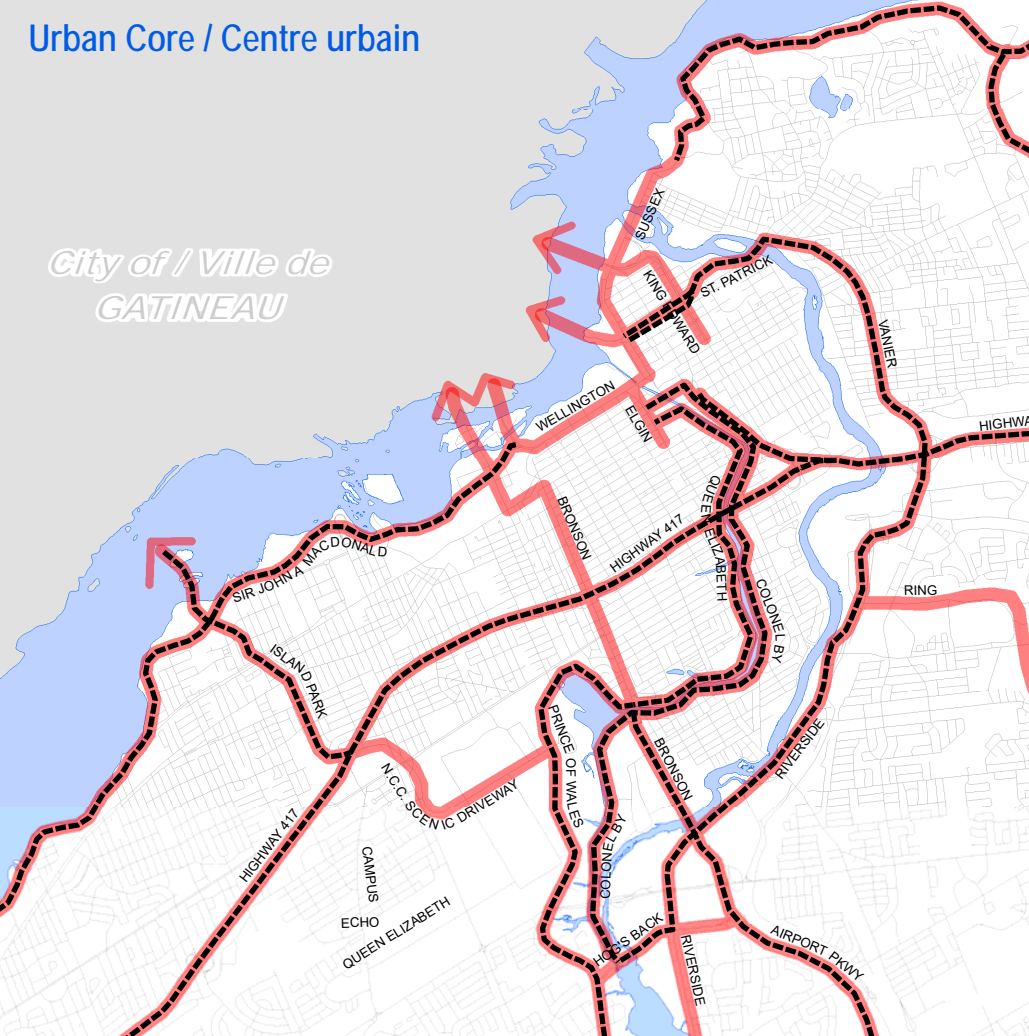 Urban Core / Centre urbain
City of / Ville de
GATINEAU
SUSSEX
KING EDWARD
ST. PATRICK
VANIER
WELLINGTON
ELGIN
HIGHWA
BRONSON
QUEEN ELIZABETH
HIGHWAY 417
SIR JOHN A MACDONALD
COLONEL BY
RING
ISLAND PARK
PRINCE OF WALES
BRONSON
RIVERSIDE
N.C.C. SCENIC DRIVEWAY
HIGHWAY 417
COLONEL BY
CAMPUS
ECHO
QUEEN ELIZABETH
HOGS BACK
RIVERSIDE
AIRPORT PKWY